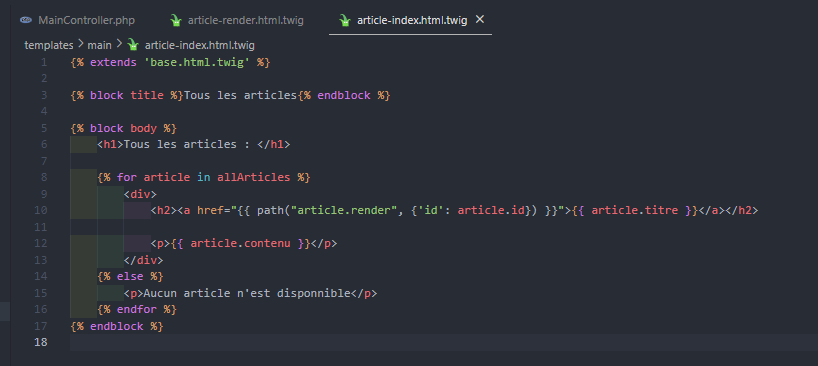 MainController.php article-render.html.twig article-index.html.twig ×
templates > main > article-index.html.twig
1 {% extends 'base.html.twig' %}
2
3 {% block title %}Tous les articles{% endblock %}
4
5 {% block body %}
6     <h1>Tous les articles : </h1>
7
8     {% for article in allArticles %}
9         <div>
10             <h2><a href="{{ path("article.render", {'id': article.id}) }}">{{ article.titre }}</a></h2>
11
12             <p>{{ article.contenu }}</p>
13         </div>
14     {% else %}
15         <p>Aucun article n'est disponnible</p>
16     {% endfor %}
17 {% endblock %}
18